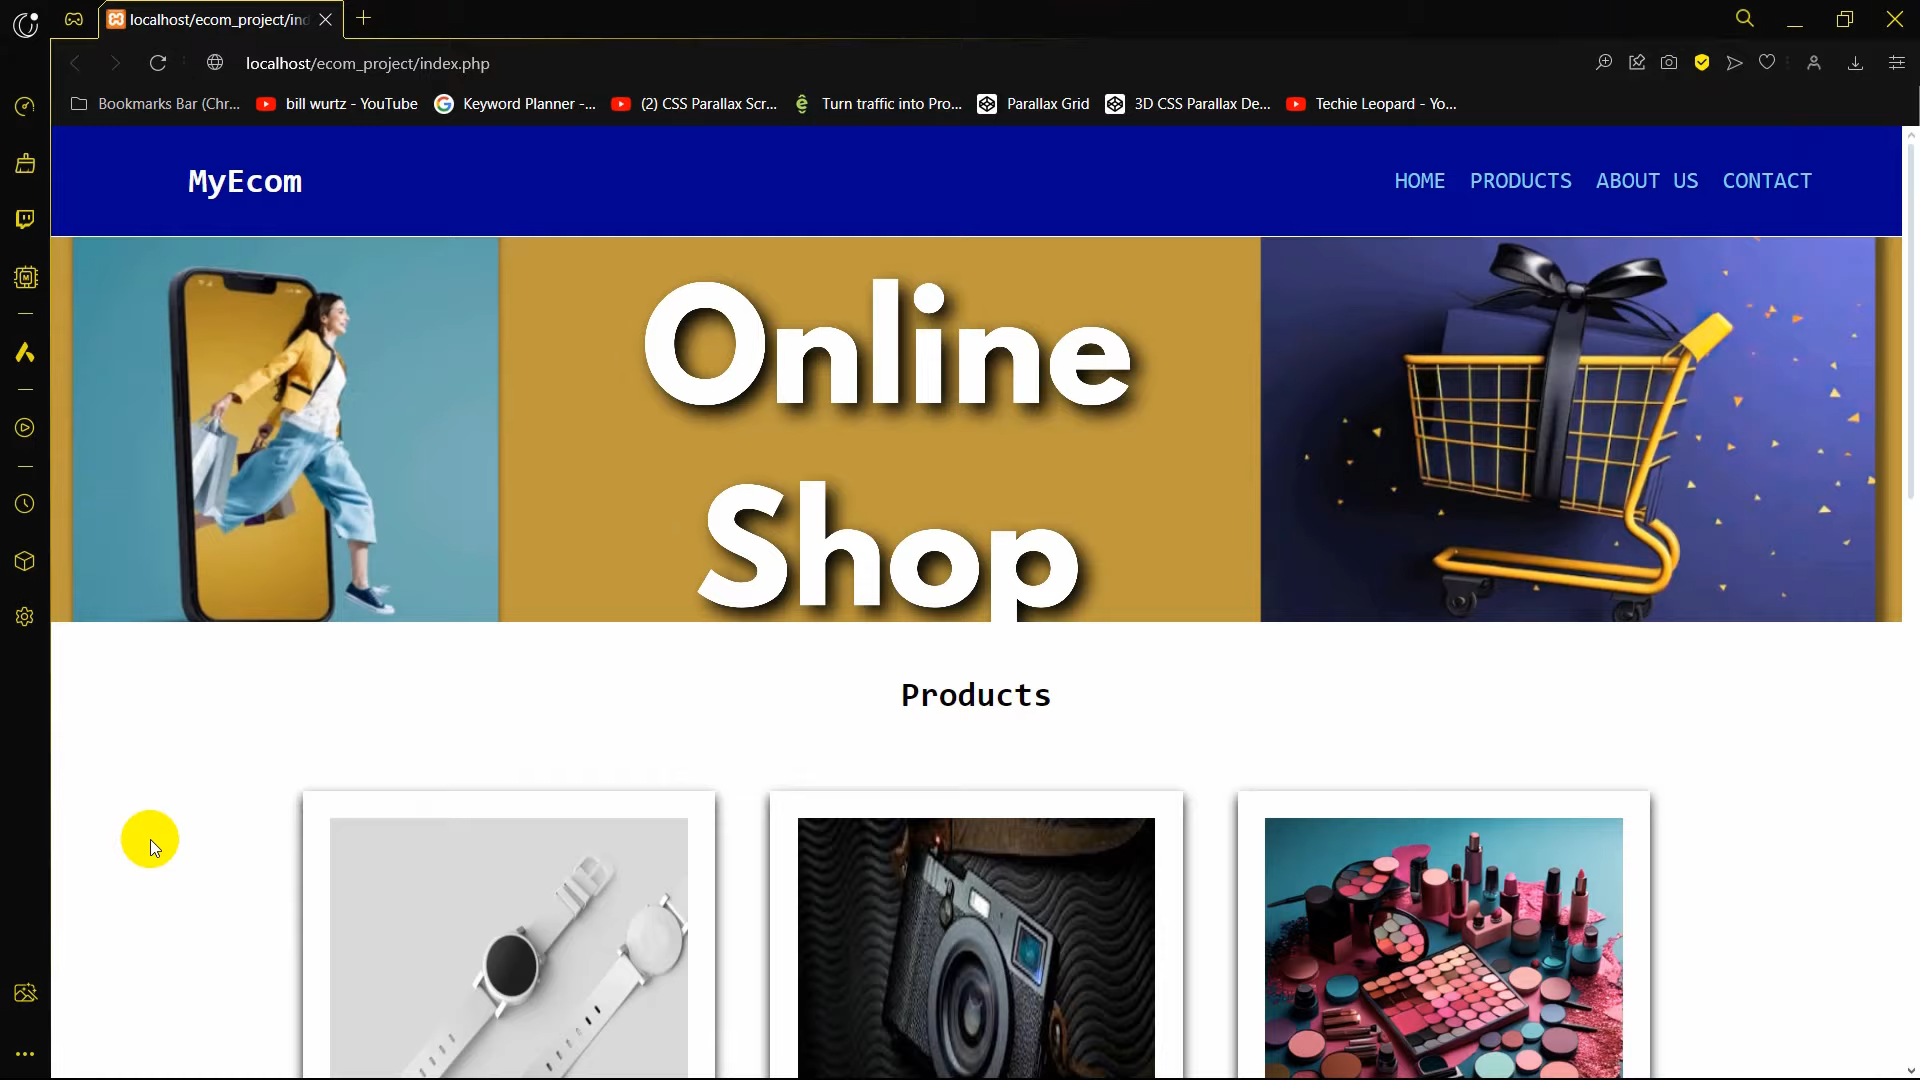 localhost/ecom_project/ind
localhost/ecom_project/index.php
Bookmarks Bar (Chr... bill wurtz - YouTube Keyword Planner -... (2) CSS Parallax Scr... Turn traffic into Pro... Parallax Grid 3D CSS Parallax De... Techie Leopard - Yo...
MyEcom HOME PRODUCTS ABOUT US CONTACT
Online
Shop
Products